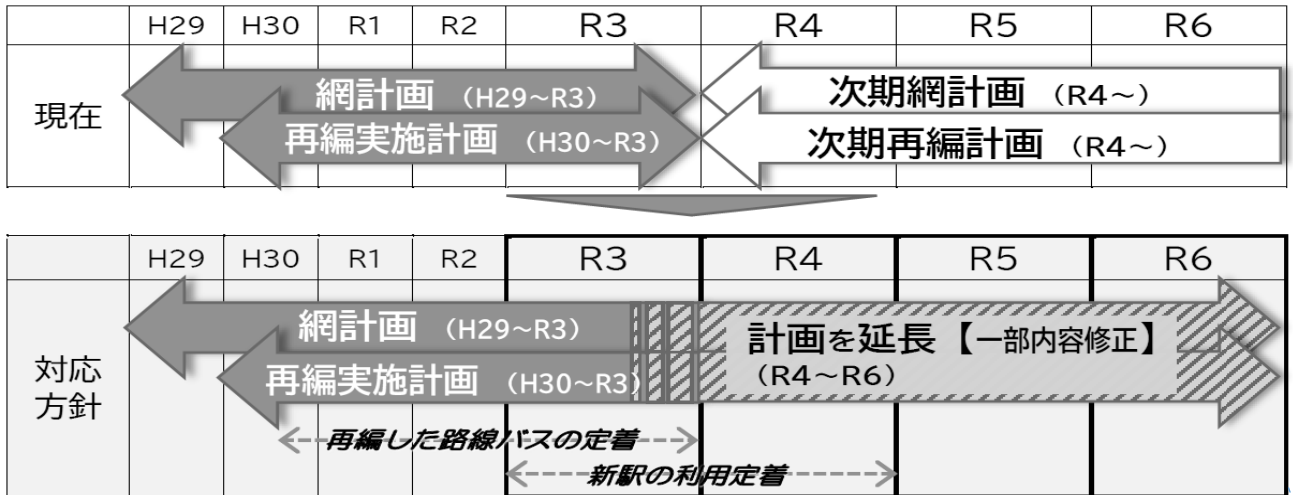 H29 H30 R1 R2 R3 R4 R5 R6
現在
網計画 (H29~R3)
次期網計画 (R4~)
再編実施計画 (H30~R3)
次期再編計画 (R4~)
H29 H30 R1 R2 R3 R4 R5 R6
対応
方針
網計画 (H29~R3)
再編実施計画 (H30~R3)
計画を延長【一部内容修正】
(R4~R6)
再編した路線バスの定着
新駅の利用定着